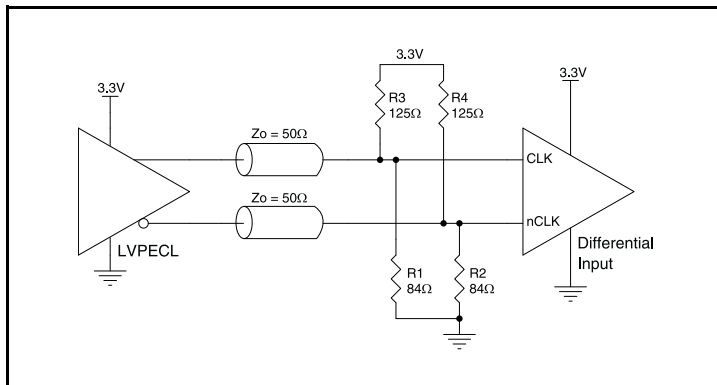 3.3V
R3
125Ω
R4
125Ω
3.3V
3.3V
Zo = 50Ω
CLK
Zo = 50Ω
nCLK
LVPECL
Differential
Input
R1
84Ω
R2
84Ω